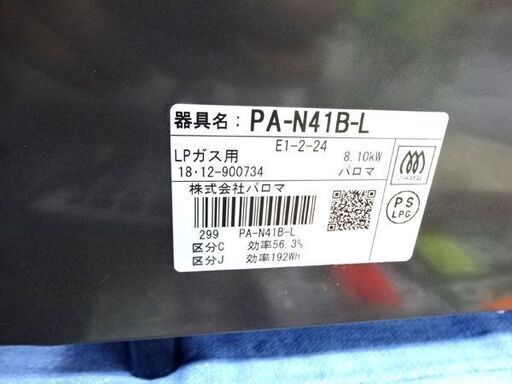 器具名：PA-N41B-L
E1-2-24
LPガス用 8.10kW
18・12-900734 パロマ
株式会社パロマ
299 PA-N41B-L
区分C 効率56.3%
区分J 効率192Wh
PS
LPG